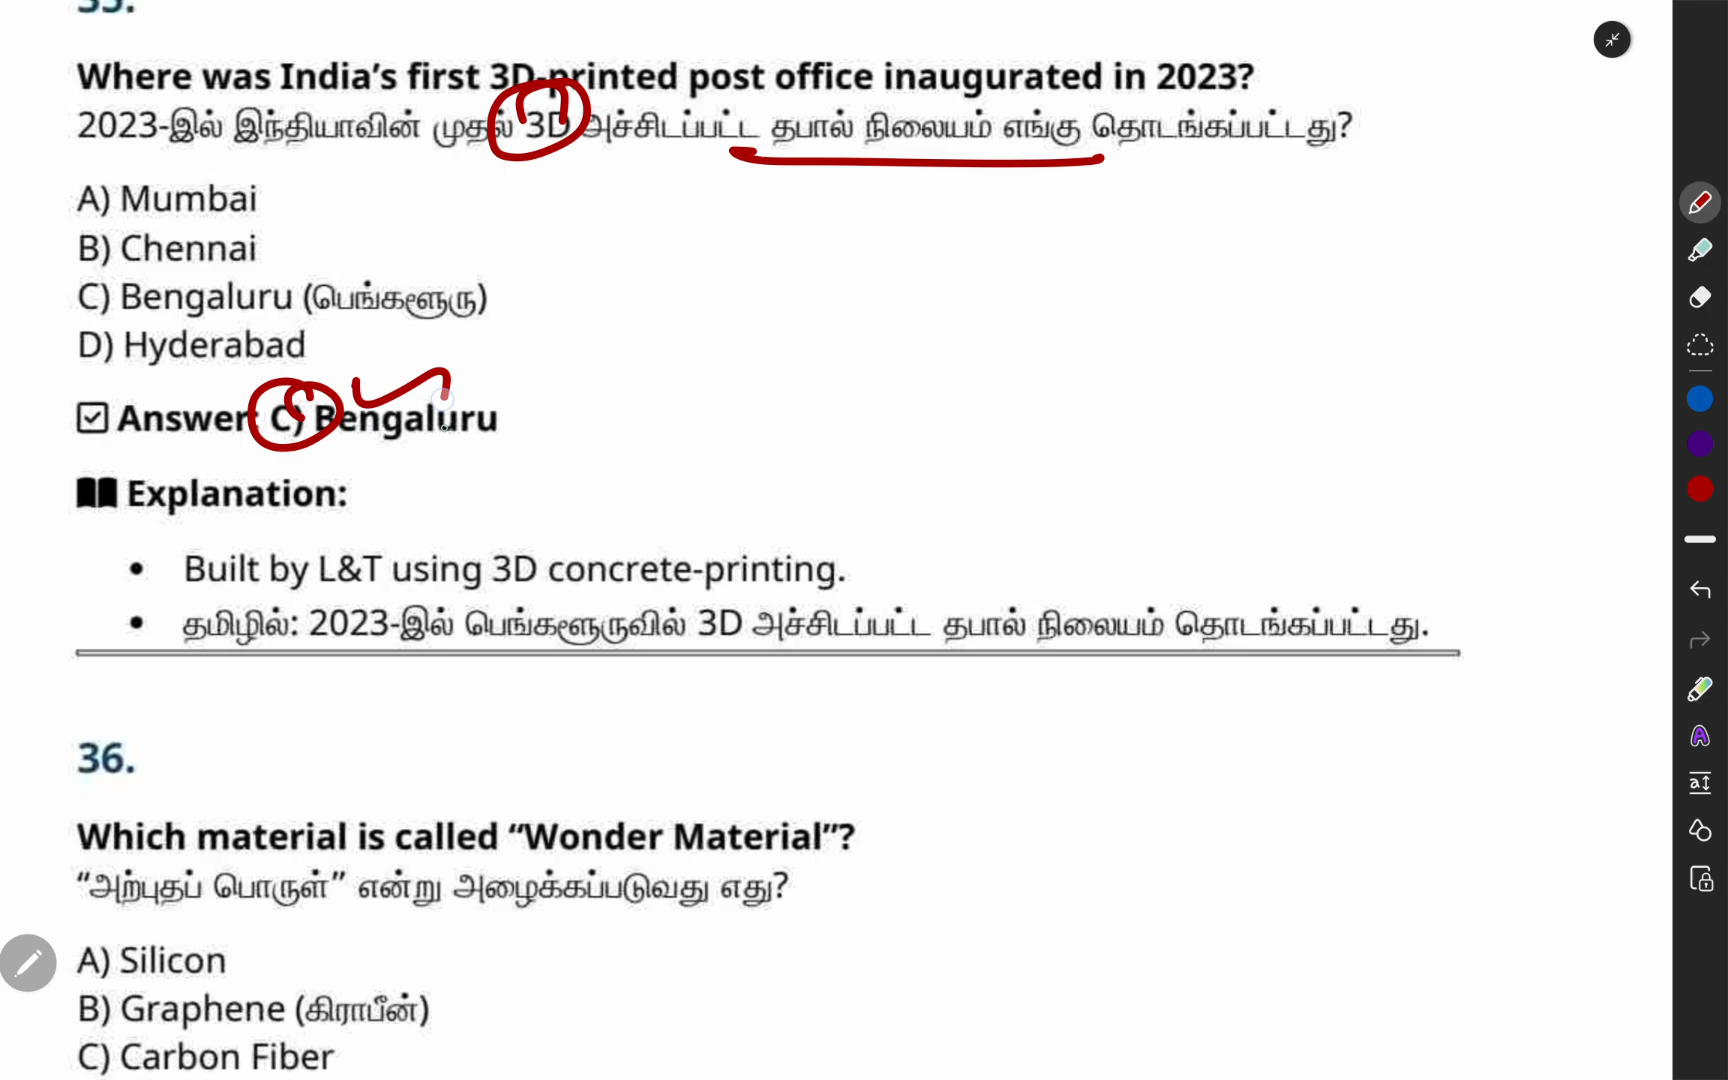 35.
Where was India’s first 3D-printed post office inaugurated in 2023?
2023-இல் இந்தியாவின் முதல் 3D அச்சிடப்பட்ட தபால் நிலையம் எங்கு தொடங்கப்பட்டது?
A) Mumbai
B) Chennai
C) Bengaluru (பெங்களூரு)
D) Hyderabad
Answer: C) Bengaluru
Explanation:
• Built by L&T using 3D concrete-printing.
• தமிழில்: 2023-இல் பெங்களூருவில் 3D அச்சிடப்பட்ட தபால் நிலையம் தொடங்கப்பட்டது.
36.
Which material is called “Wonder Material”?
“அற்புதப் பொருள்” என்று அழைக்கப்படுவது எது?
A) Silicon
B) Graphene (கிராபீன்)
C) Carbon Fiber